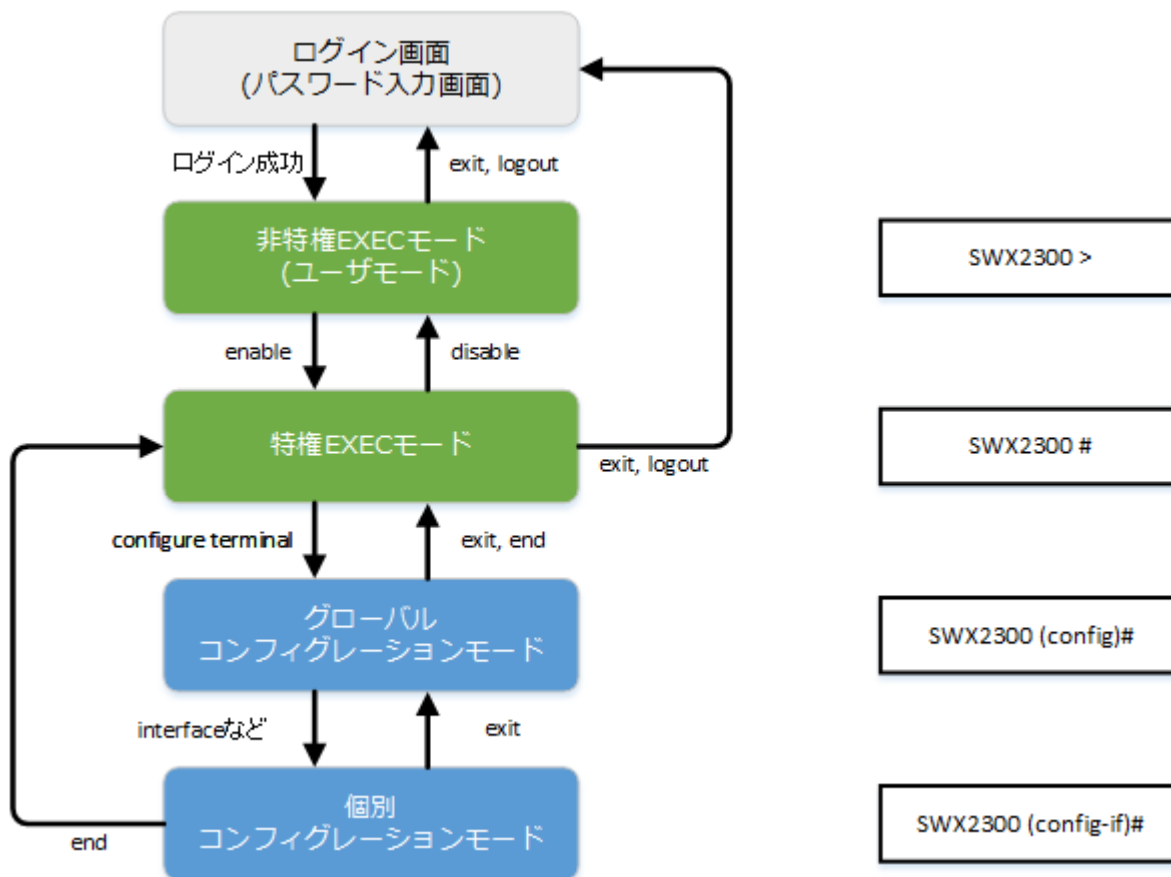 ログイン画面
(パスワード入力画面)
ログイン成功
exit, logout
非特権EXECモード
(ユーザモード)
SWX2300 >
enable
disable
特権EXECモード
SWX2300 #
exit, logout
configure terminal
exit, end
グローバル
コンフィグレーションモード
SWX2300 (config)#
interfaceなど
exit
個別
コンフィグレーションモード
SWX2300 (config-if)#
end